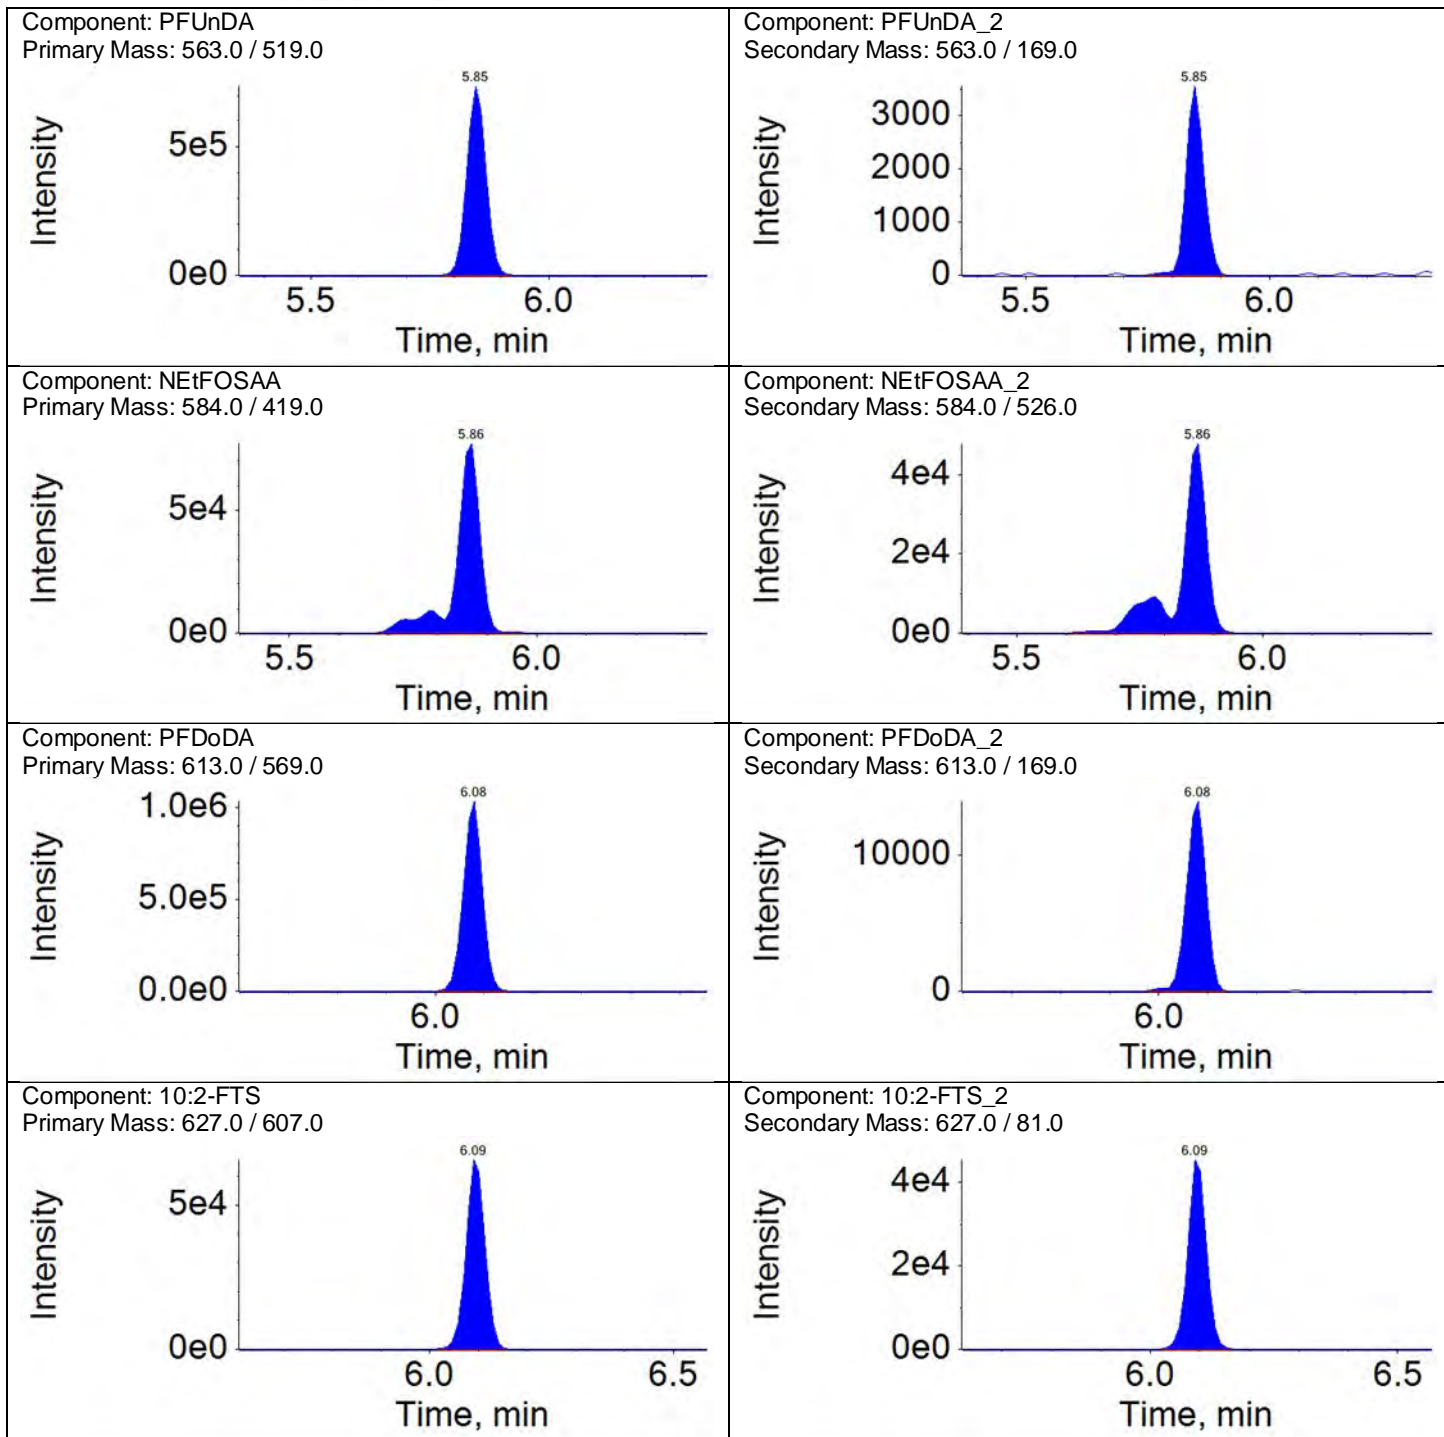 Component: PFUnDA
Primary Mass: 563.0 / 519.0
5.85
5e5
0e0
Intensity
5.5 6.0
Time, min
Component: PFUnDA_2
Secondary Mass: 563.0 / 169.0
5.85
3000
2000
1000
0
Intensity
5.5 6.0
Time, min
Component: NEtFOSAA
Primary Mass: 584.0 / 419.0
5.86
5e4
0e0
Intensity
5.5 6.0
Time, min
Component: NEtFOSAA_2
Secondary Mass: 584.0 / 526.0
5.86
4e4
2e4
0e0
Intensity
5.5 6.0
Time, min
Component: PFDoDA
Primary Mass: 613.0 / 569.0
6.08
1.0e6
5.0e5
0.0e0
Intensity
6.0
Time, min
Component: PFDoDA_2
Secondary Mass: 613.0 / 169.0
6.08
10000
0
Intensity
6.0
Time, min
Component: 10:2-FTS
Primary Mass: 627.0 / 607.0
6.09
5e4
0e0
Intensity
6.0 6.5
Time, min
Component: 10:2-FTS_2
Secondary Mass: 627.0 / 81.0
6.09
4e4
2e4
0e0
Intensity
6.0 6.5
Time, min